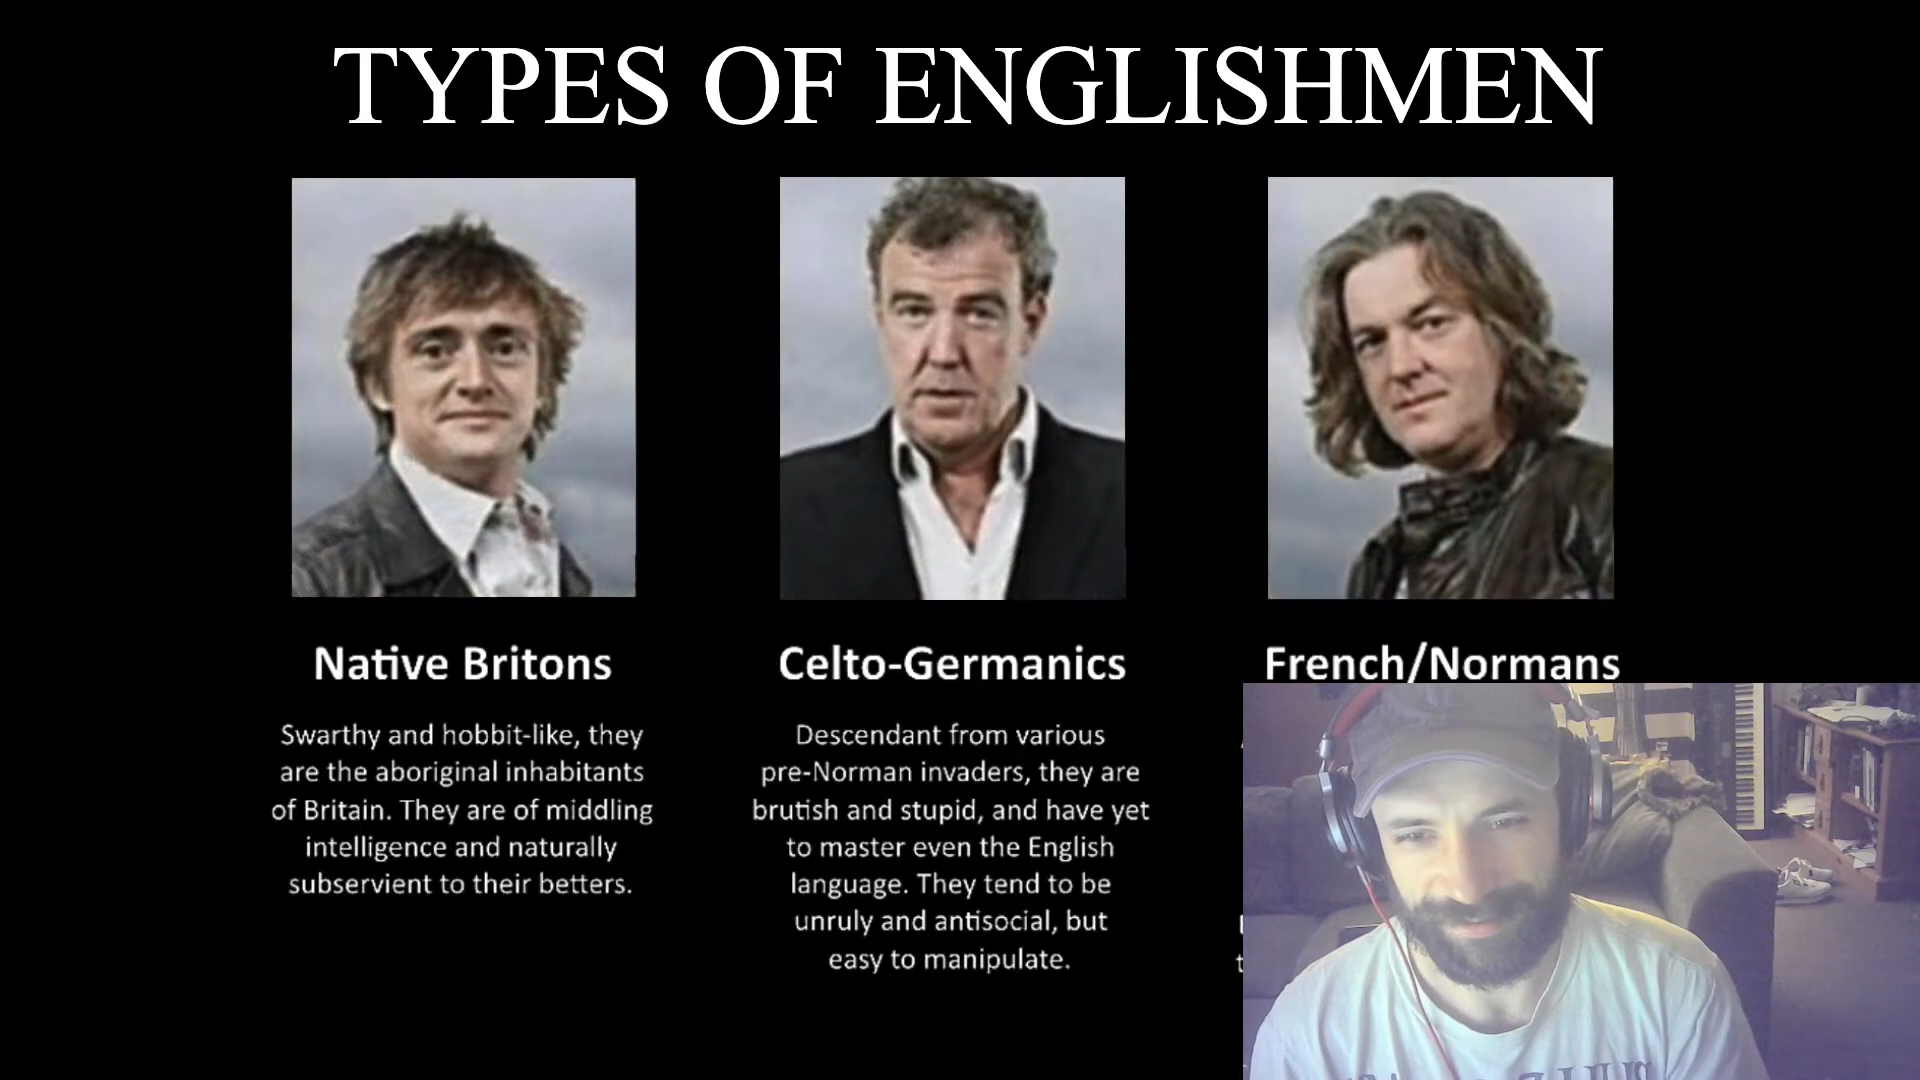 TYPES OF ENGLISHMEN
Native Britons
Swarthy and hobbit-like, they
are the aboriginal inhabitants
of Britain. They are of middling
intelligence and naturally
subservient to their betters.
Celto-Germanics
Descendant from various
pre-Norman invaders, they are
brutish and stupid, and have yet
to master even the English
language. They tend to be
unruly and antisocial, but
easy to manipulate.
French/Normans